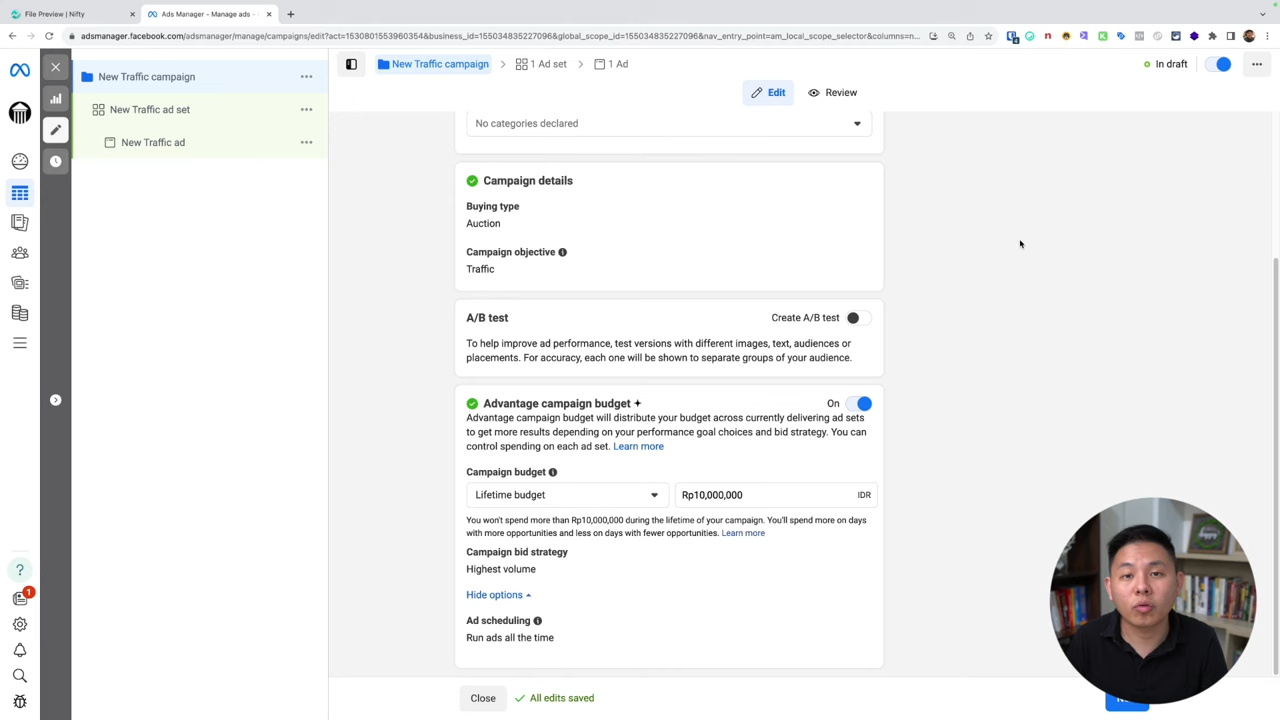 File Preview | Nifty
Ads Manager - Manage ads -
adsmanager.facebook.com/adsmanager/manage/campaigns/edit?act=1530801553960354&business_id=155034835227096&global_scope_id=155034835227096&nav_entry_point=am_local_scope_selector&columns=n...
New Traffic campaign
New Traffic ad set
New Traffic ad
New Traffic campaign
1 Ad set
1 Ad
In draft
Edit
Review
No categories declared
Campaign details
Buying type
Auction
Campaign objective
Traffic
A/B test
Create A/B test
To help improve ad performance, test versions with different images, text, audiences or
placements. For accuracy, each one will be shown to separate groups of your audience.
Advantage campaign budget
On
Advantage campaign budget will distribute your budget across currently delivering ad sets
to get more results depending on your performance goal choices and bid strategy. You can
control spending on each ad set. Learn more
Campaign budget
Lifetime budget
Rp10,000,000
IDR
You won't spend more than Rp10,000,000 during the lifetime of your campaign. You'll spend more on days
with more opportunities and less on days with fewer opportunities. Learn more
Campaign bid strategy
Highest volume
Hide options
Ad scheduling
Run ads all the time
1
Close
All edits saved